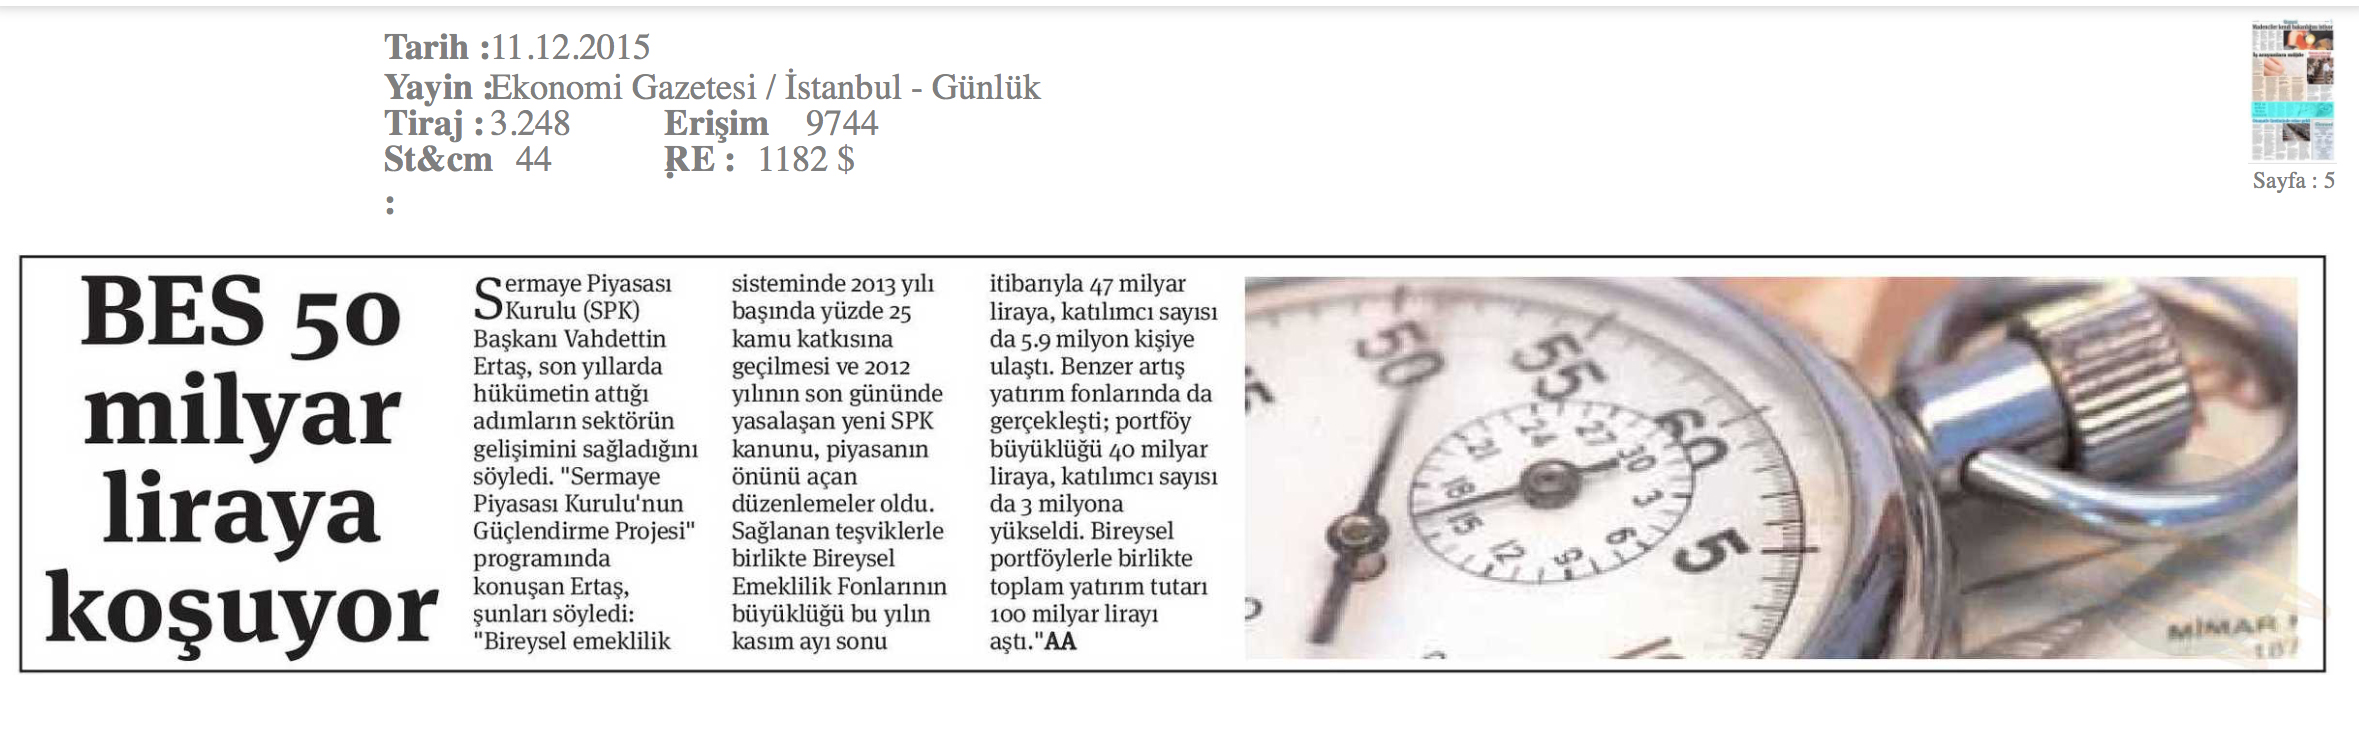 Tarih :11.12.2015
Yayin :Ekonomi Gazetesi / İstanbul - Günlük
Tiraj : 3.248 Erişim 9744
St&cm 44 RE : 1182 $
:
:
Sayfa : 5
BES 50
milyar
liraya
koşuyor
Sermaye Piyasası
Kurulu (SPK)
Başkanı Vahdettin
Ertaş, son yıllarda
hükümetin attığı
adımların sektörün
gelişimini sağladığını
söyledi. "Sermaye
Piyasası Kurulu'nun
Güçlendirme Projesi"
programında
konuşan Ertaş,
şunları söyledi:
"Bireysel emeklilik
sisteminde 2013 yılı
başında yüzde 25
kamu katkısına
geçilmesi ve 2012
yılının son gününde
yasalaşan yeni SPK
kanunu, piyasanın
önünü açan
düzenlemeler oldu.
Sağlanan teşviklerle
birlikte Bireysel
Emeklilik Fonlarının
büyüklüğü bu yılın
kasım ayı sonu
itibarıyla 47 milyar
liraya, katılımcı sayısı
da 5.9 milyon kişiye
ulaştı. Benzer artış
yatırım fonlarında da
gerçekleşti; portföy
büyüklüğü 40 milyar
liraya, katılımcı sayısı
da 3 milyona
yükseldi. Bireysel
portföylerle birlikte
toplam yatırım tutarı
100 milyar lirayı
aştı."AA
50
55
60
5
21
24
27
30
3
6
9
12
15
18
MİMAR